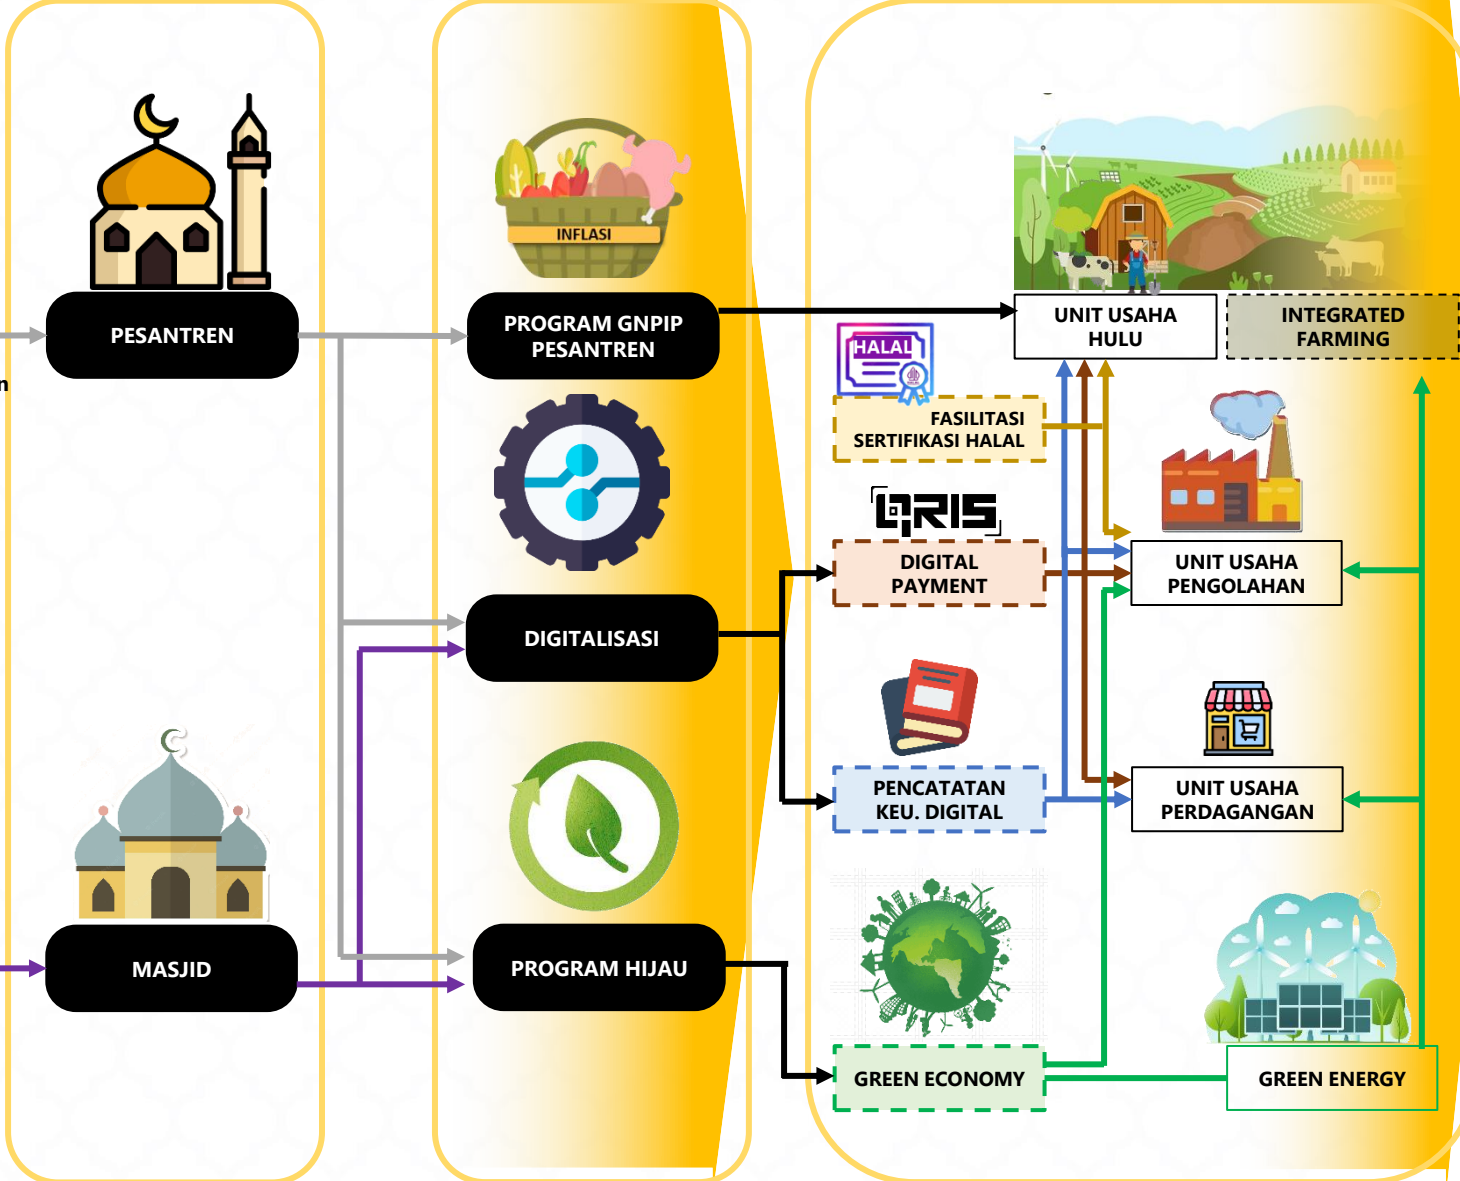 n
PESANTREN
MASJID
INFLASI
PROGRAM GNPIP
PESANTREN
DIGITALISASI
PROGRAM HIJAU
UNIT USAHA
HULU
INTEGRATED
FARMING
HALAL
FASILITASI
SERTIFIKASI HALAL
QRIS
DIGITAL
PAYMENT
UNIT USAHA
PENGOLAHAN
PENCATATAN
KEU. DIGITAL
UNIT USAHA
PERDAGANGAN
GREEN ECONOMY
GREEN ENERGY